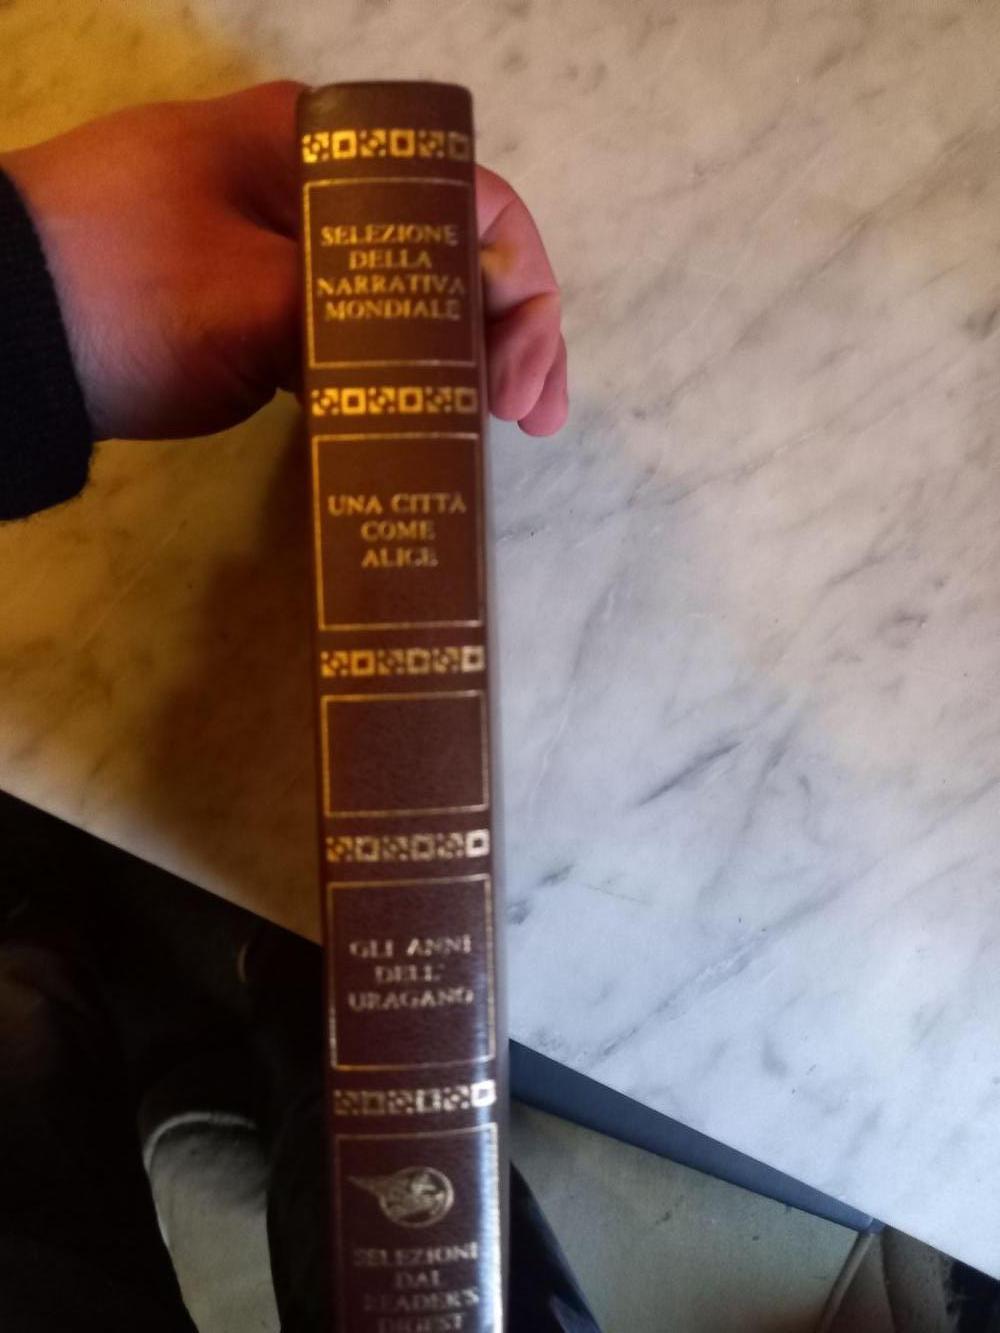 SELEZIONE
DELLA
NARRATIVA
MONDIALE
UNA CITTÀ
COME
ALICE
GLI ANNI
DELL'
URAGANO
SELEZIONI
DAL
READER'S
DIGEST